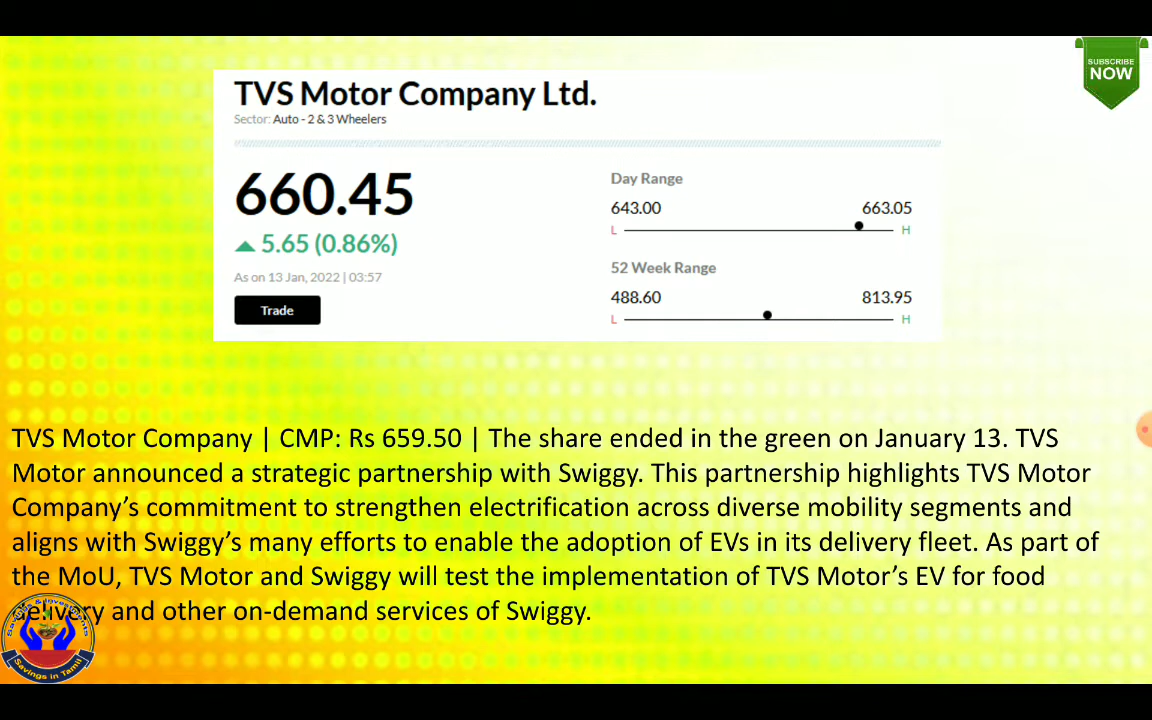 SUBSCRIBE
NOW
TVS Motor Company Ltd.
Sector: Auto - 2 & 3 Wheelers
660.45
5.65 (0.86%)
As on 13 Jan, 2022 | 03:57
Trade
Day Range
643.00 663.05
L H
52 Week Range
488.60 813.95
L H
TVS Motor Company | CMP: Rs 659.50 | The share ended in the green on January 13. TVS
Motor announced a strategic partnership with Swiggy. This partnership highlights TVS Motor
Company’s commitment to strengthen electrification across diverse mobility segments and
aligns with Swiggy’s many efforts to enable the adoption of EVs in its delivery fleet. As part of
the MoU, TVS Motor and Swiggy will test the implementation of TVS Motor’s EV for food
delivery and other on-demand services of Swiggy.
Savings & Investments
Savings in Tamil